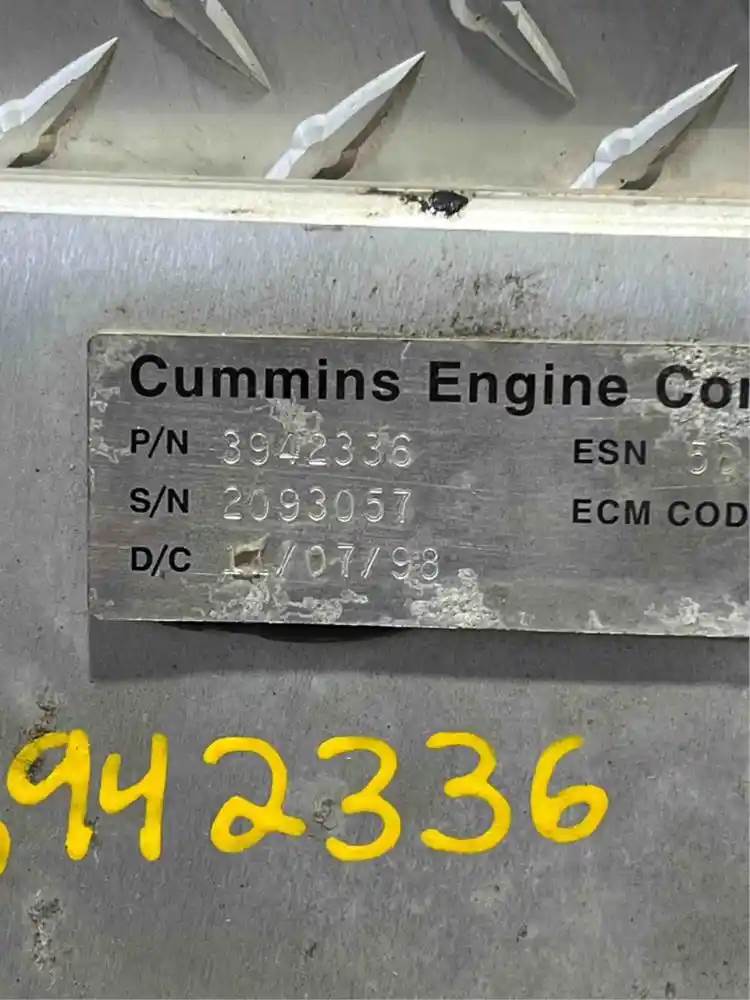 Cummins Engine Co
P/N 3942336 ESN
S/N 2093057 ECM COD
D/C /07/98
942336